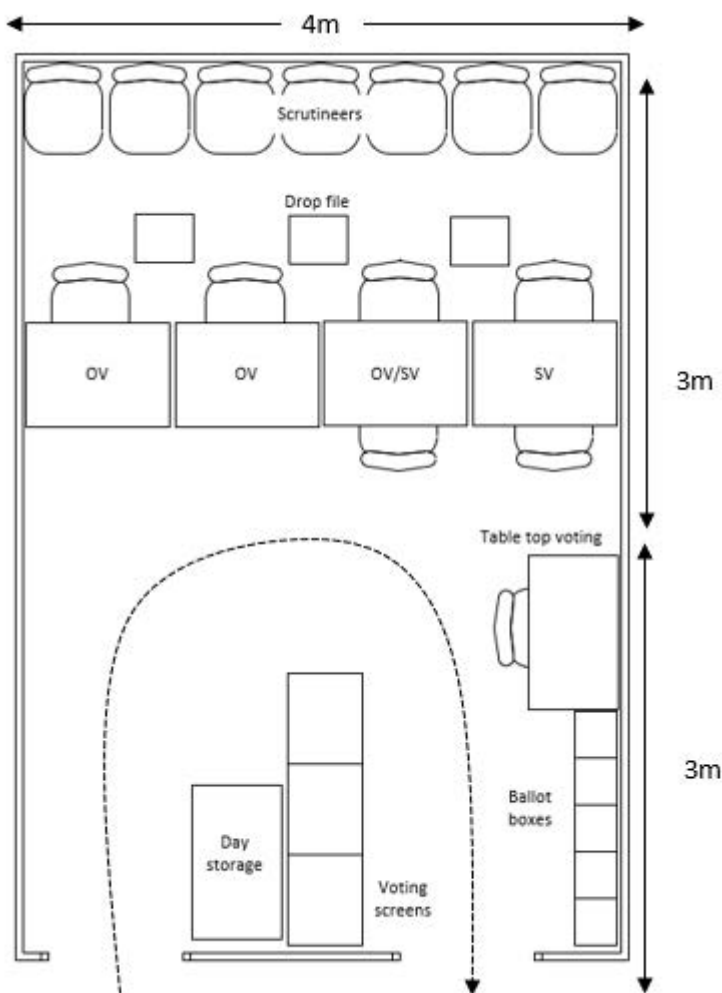 4m
Scrutineers
Drop file
OV
OV
OV/SV
SV
3m
Table top voting
3m
Ballot
boxes
Day
storage
Voting
screens